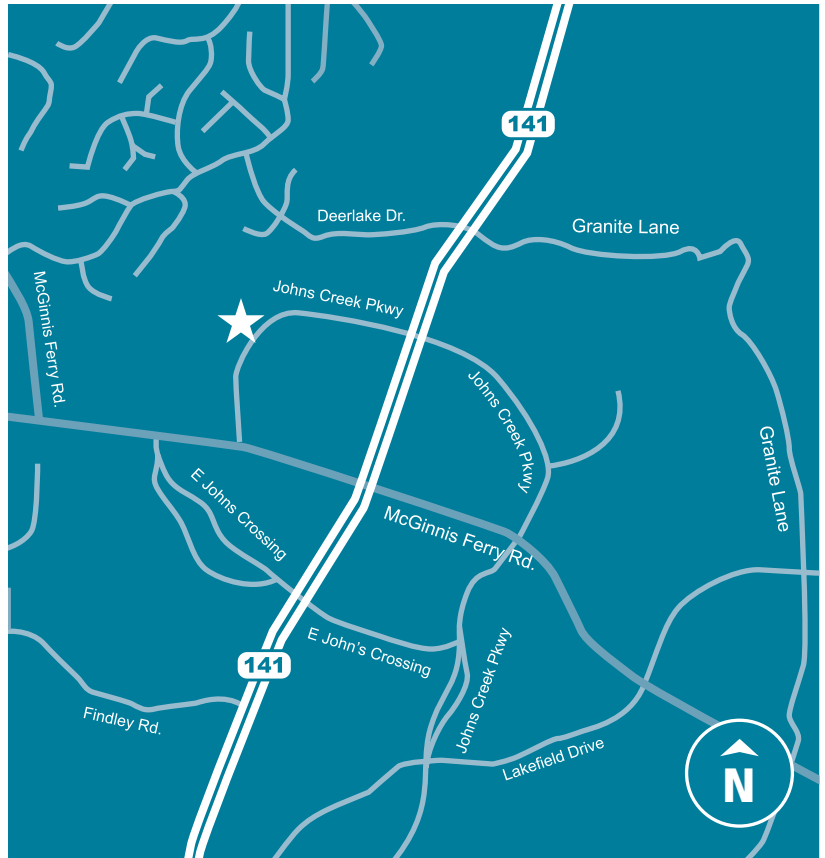 141
Deerlake Dr.
Granite Lane
McGinnis Ferry Rd.
Johns Creek Pkwy
Johns Creek Pkwy
Granite Lane
E Johns Crossing
McGinnis Ferry Rd.
E John's Crossing
141
Johns Creek Pkwy
Findley Rd.
Lakefield Drive
N